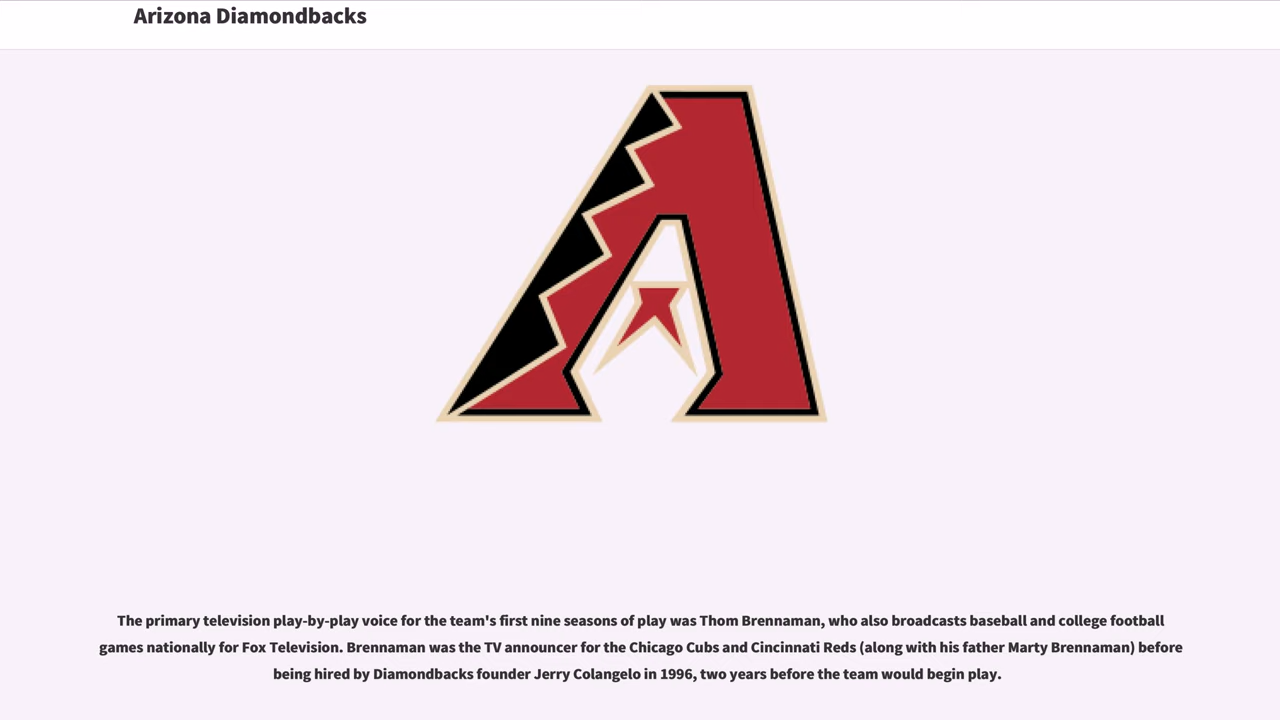 Arizona Diamondbacks
The primary television play-by-play voice for the team's first nine seasons of play was Thom Brennaman, who also broadcasts baseball and college football
games nationally for Fox Television. Brennaman was the TV announcer for the Chicago Cubs and Cincinnati Reds (along with his father Marty Brennaman) before
being hired by Diamondbacks founder Jerry Colangelo in 1996, two years before the team would begin play.